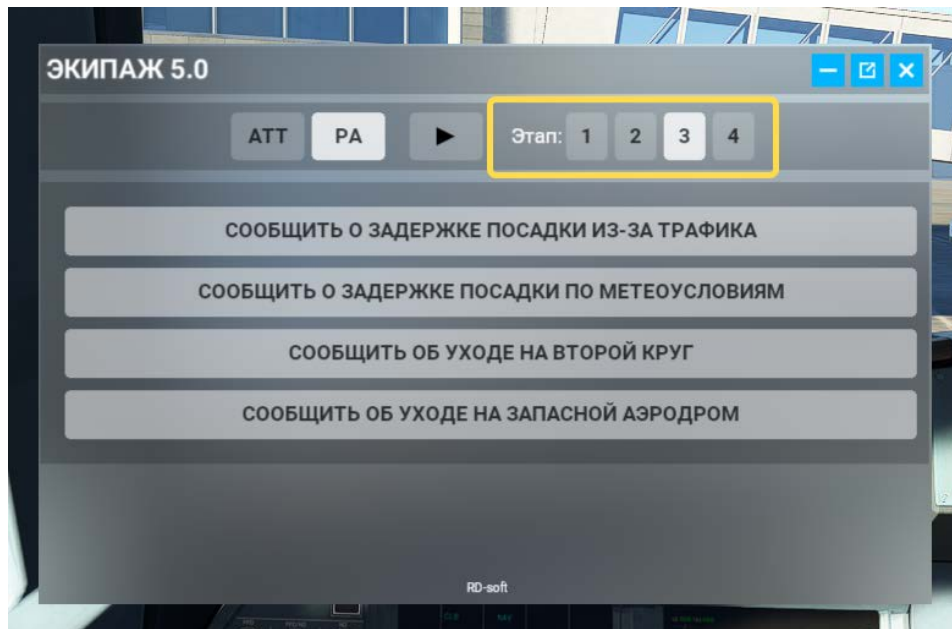 ЭКИПАЖ 5.0
ATT PA Этап: 1 2 3 4
СООБЩИТЬ О ЗАДЕРЖКЕ ПОСАДКИ ИЗ-ЗА ТРАФИКА
СООБЩИТЬ О ЗАДЕРЖКЕ ПОСАДКИ ПО МЕТЕОУСЛОВИЯМ
СООБЩИТЬ ОБ УХОДЕ НА ВТОРОЙ КРУГ
СООБЩИТЬ ОБ УХОДЕ НА ЗАПАСНОЙ АЭРОДРОМ
RD-soft